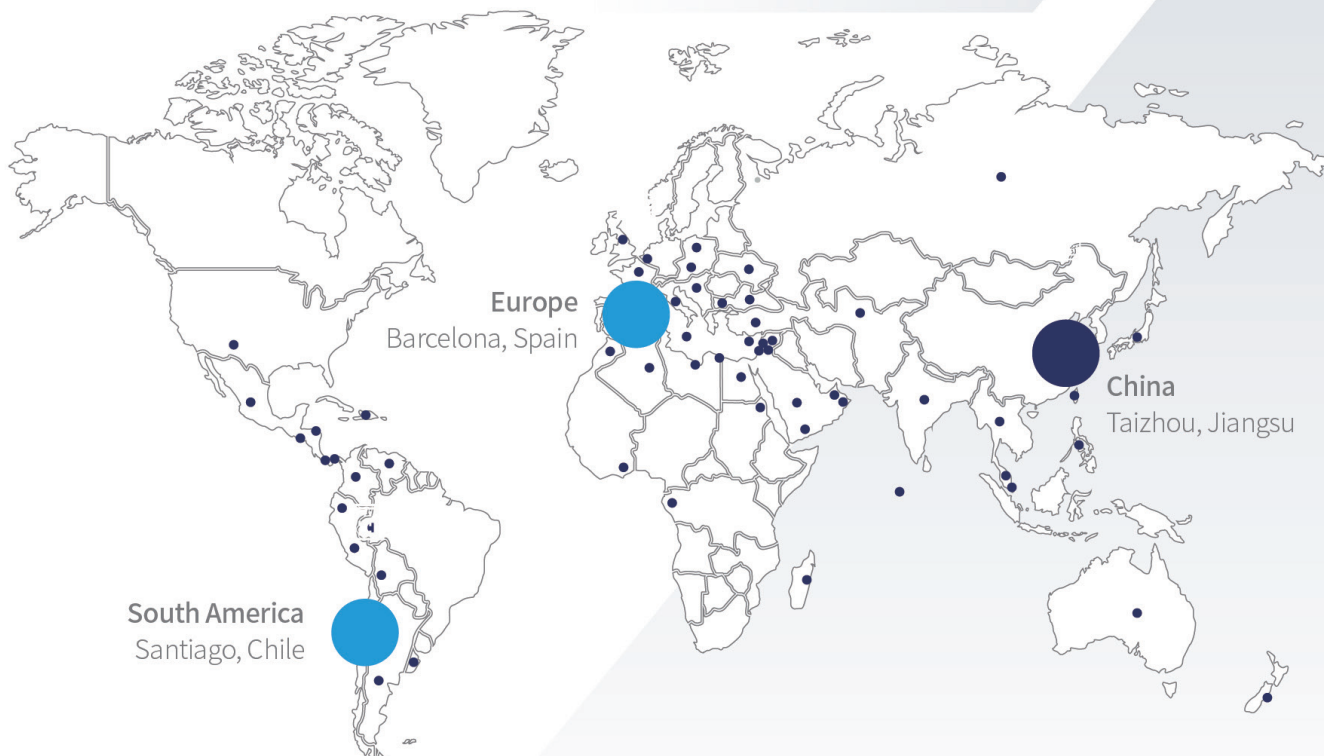 Europe
Barcelona, Spain
China
Taizhou, Jiangsu
South America
Santiago, Chile